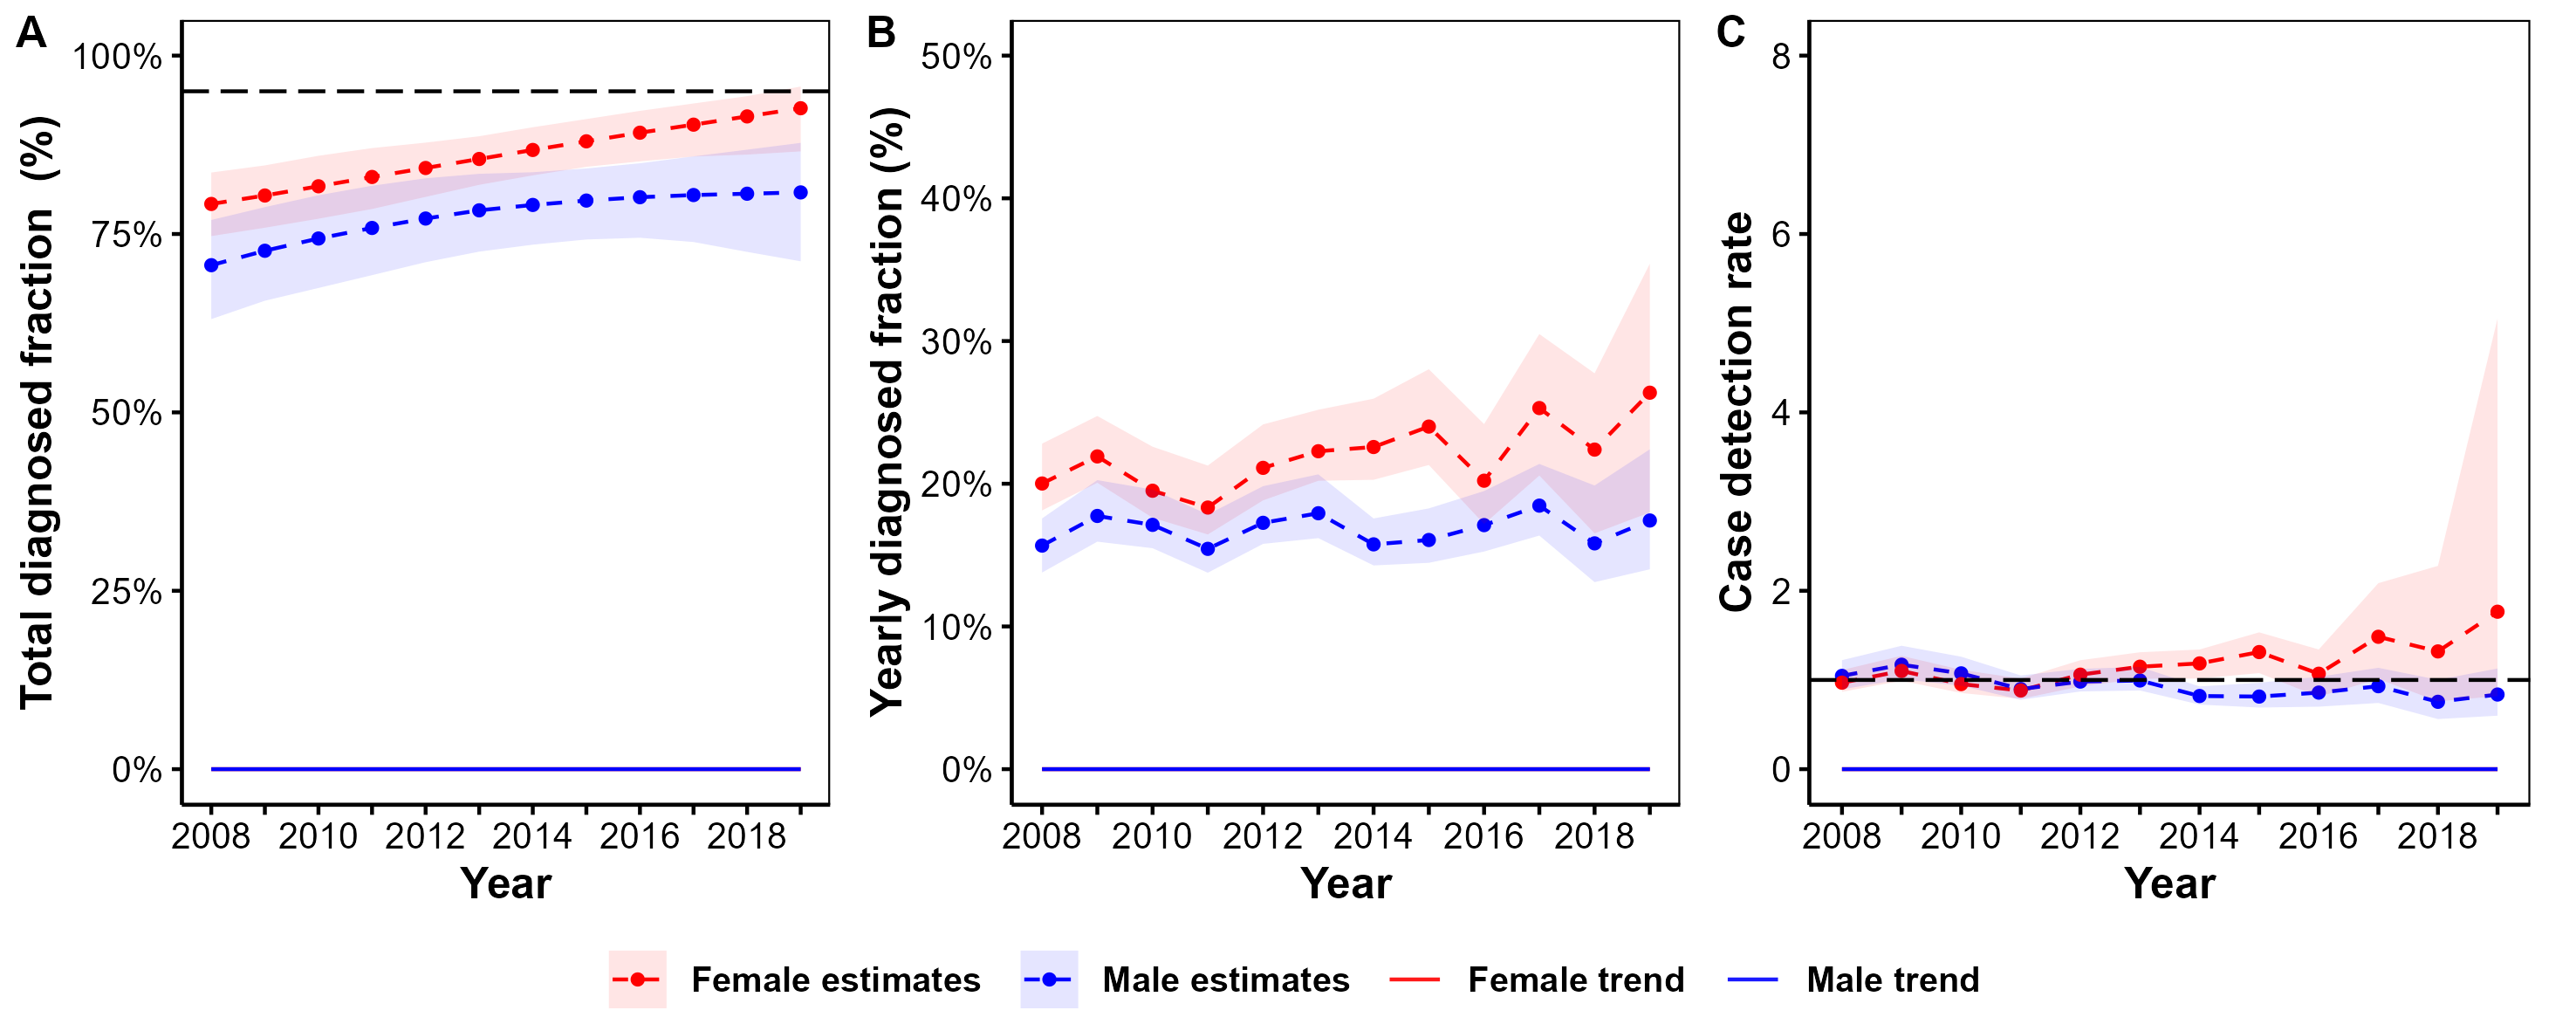 A
Total diagnosed fraction (%)
100%
75%
50%
25%
0%
2008 2010 2012 2014 2016 2018
Year
B
Yearly diagnosed fraction (%)
50%
40%
30%
20%
10%
0%
2008 2010 2012 2014 2016 2018
Year
C
Case detection rate
8
6
4
2
0
2008 2010 2012 2014 2016 2018
Year
Female estimates Male estimates Female trend Male trend